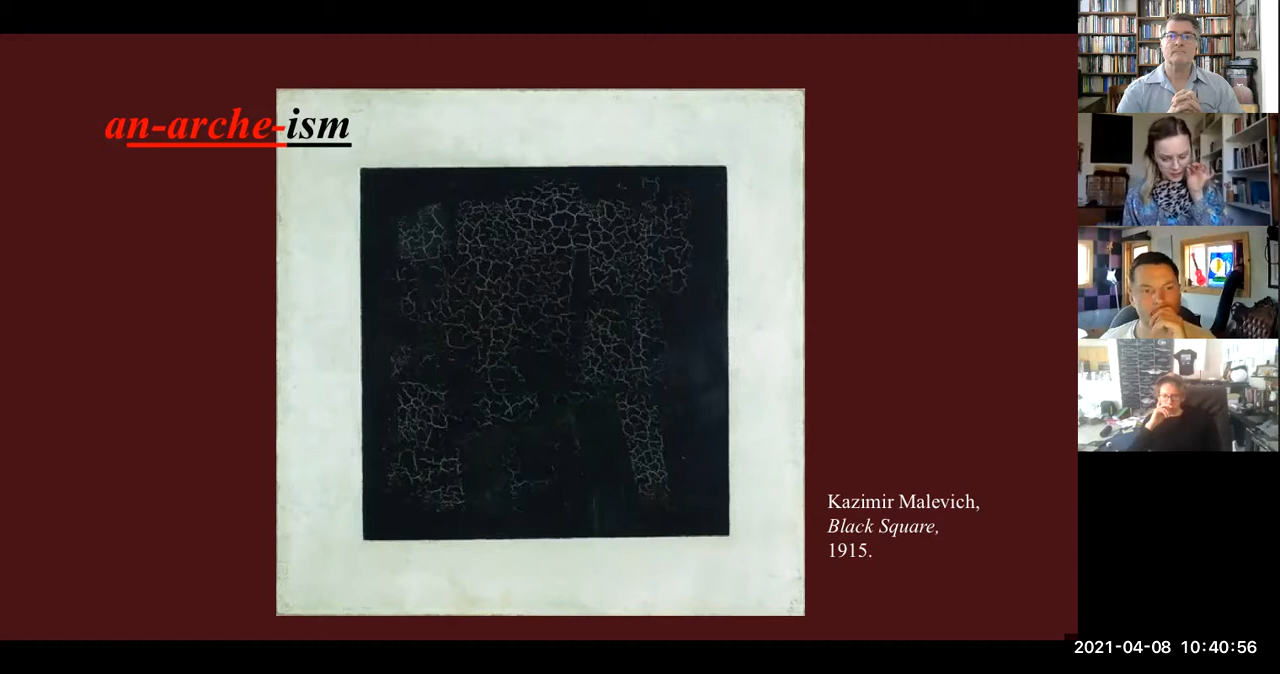 an-arche-ism
Kazimir Malevich,
Black Square,
1915.
2021-04-08 10:40:56